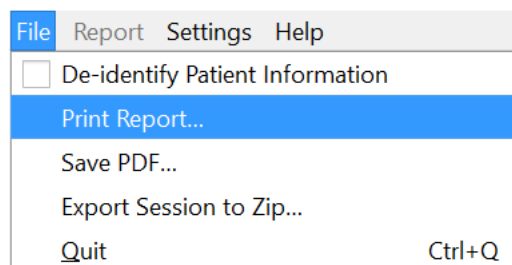 File Report Settings Help
De-identify Patient Information
Print Report...
Save PDF...
Export Session to Zip...
Quit Ctrl+Q